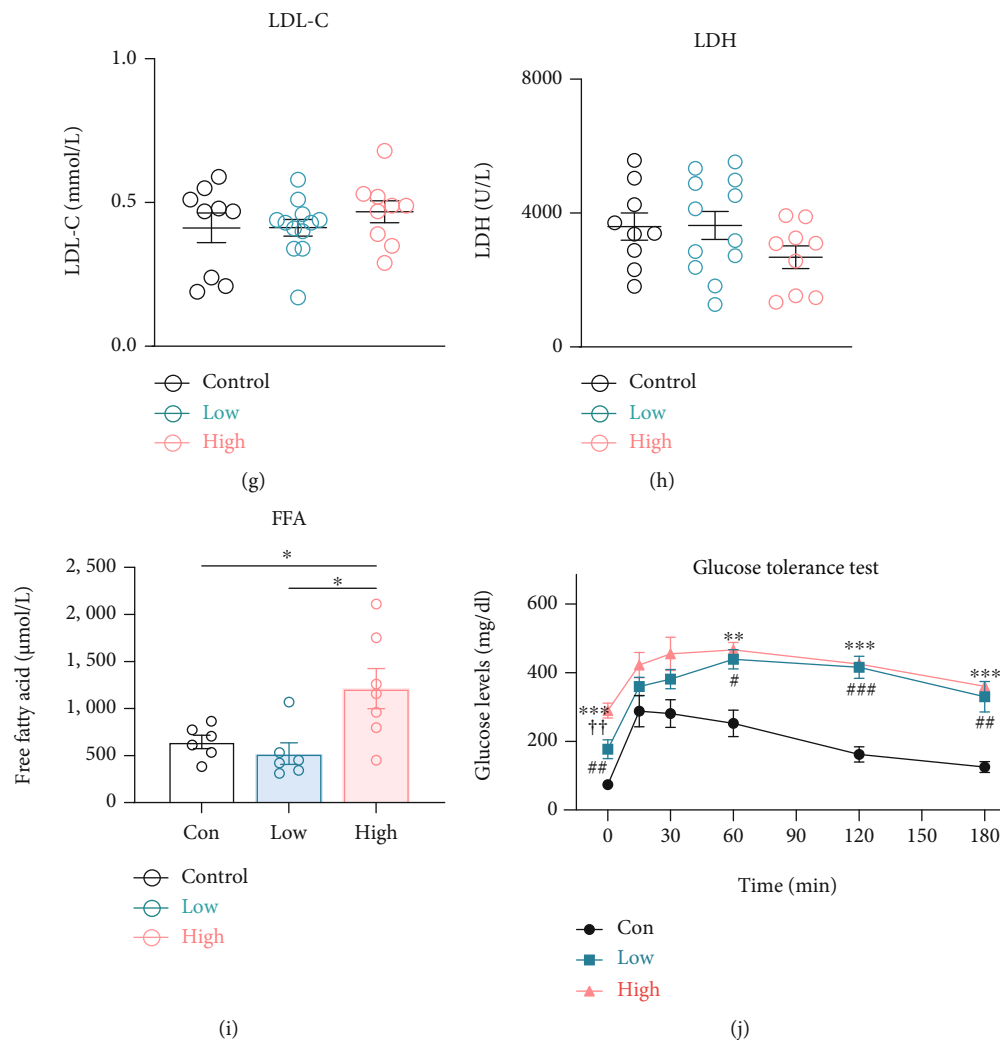 LDL-C
1.0
0.5
0.0
LDL-C (mmol/L)
Control
Low
High
(g)
LDH
8000
4000
0
LDH (U/L)
Control
Low
High
(h)
FFA
2, 500
2, 000
1, 500
1, 000
500
0
Free fatty acid (μmol/L)
*
*
Con Low High
Control
Low
High
(i)
Glucose tolerance test
600
400
200
0
Glucose levels (mg/dl)
***
††
##
**
#
***
###
***
##
0 30 60 90 120 150 180
Time (min)
Con
Low
High
(j)